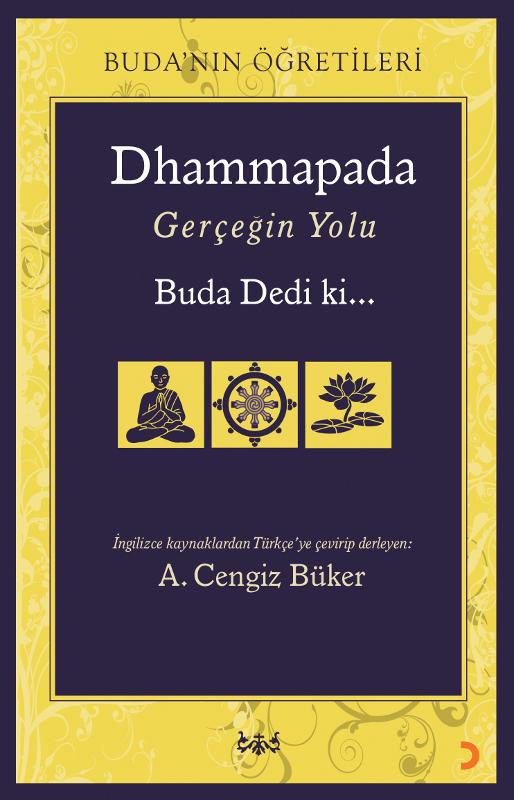 BUDA'NIN ÖĞRETİLERİ
Dhammapada
Gerçeğin Yolu
Buda Dedi ki...
İngilizce kaynaklardan Türkçe'ye çevirip derleyen:
A. Cengiz Büker